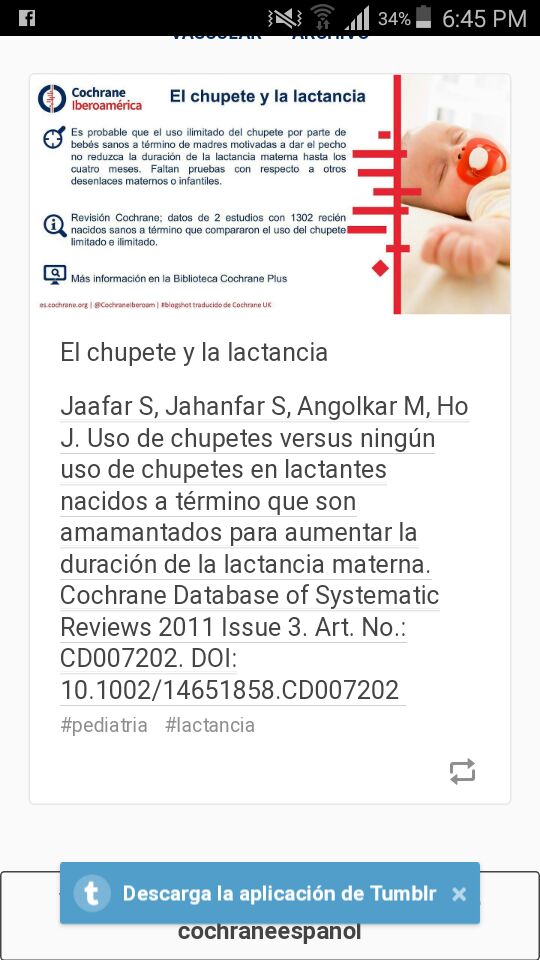 34% 6:45 PM
VASCULAR ARCHIVO
Cochrane
Iberoamérica
El chupete y la lactancia
Es probable que el uso ilimitado del chupete por parte de
bebés sanos a término de madres motivadas a dar el pecho
no reduzca la duración de la lactancia materna hasta los
cuatro meses. Faltan pruebas con respecto a otros
desenlaces maternos o infantiles.
Revisión Cochrane; datos de 2 estudios con 1302 recién
nacidos sanos a término que compararon el uso del chupete
limitado e ilimitado.
Más información en la Biblioteca Cochrane Plus
es.cochrane.org | @CochraneIberoam | #blogshot traducido de Cochrane UK
El chupete y la lactancia
Jaafar S, Jahanfar S, Angolkar M, Ho
J. Uso de chupetes versus ningún
uso de chupetes en lactantes
nacidos a término que son
amamantados para aumentar la
duración de la lactancia materna.
Cochrane Database of Systematic
Reviews 2011 Issue 3. Art. No.:
CD007202. DOI:
10.1002/14651858.CD007202
#pediatria #lactancia
Descarga la aplicación de Tumblr
cochraneespanol